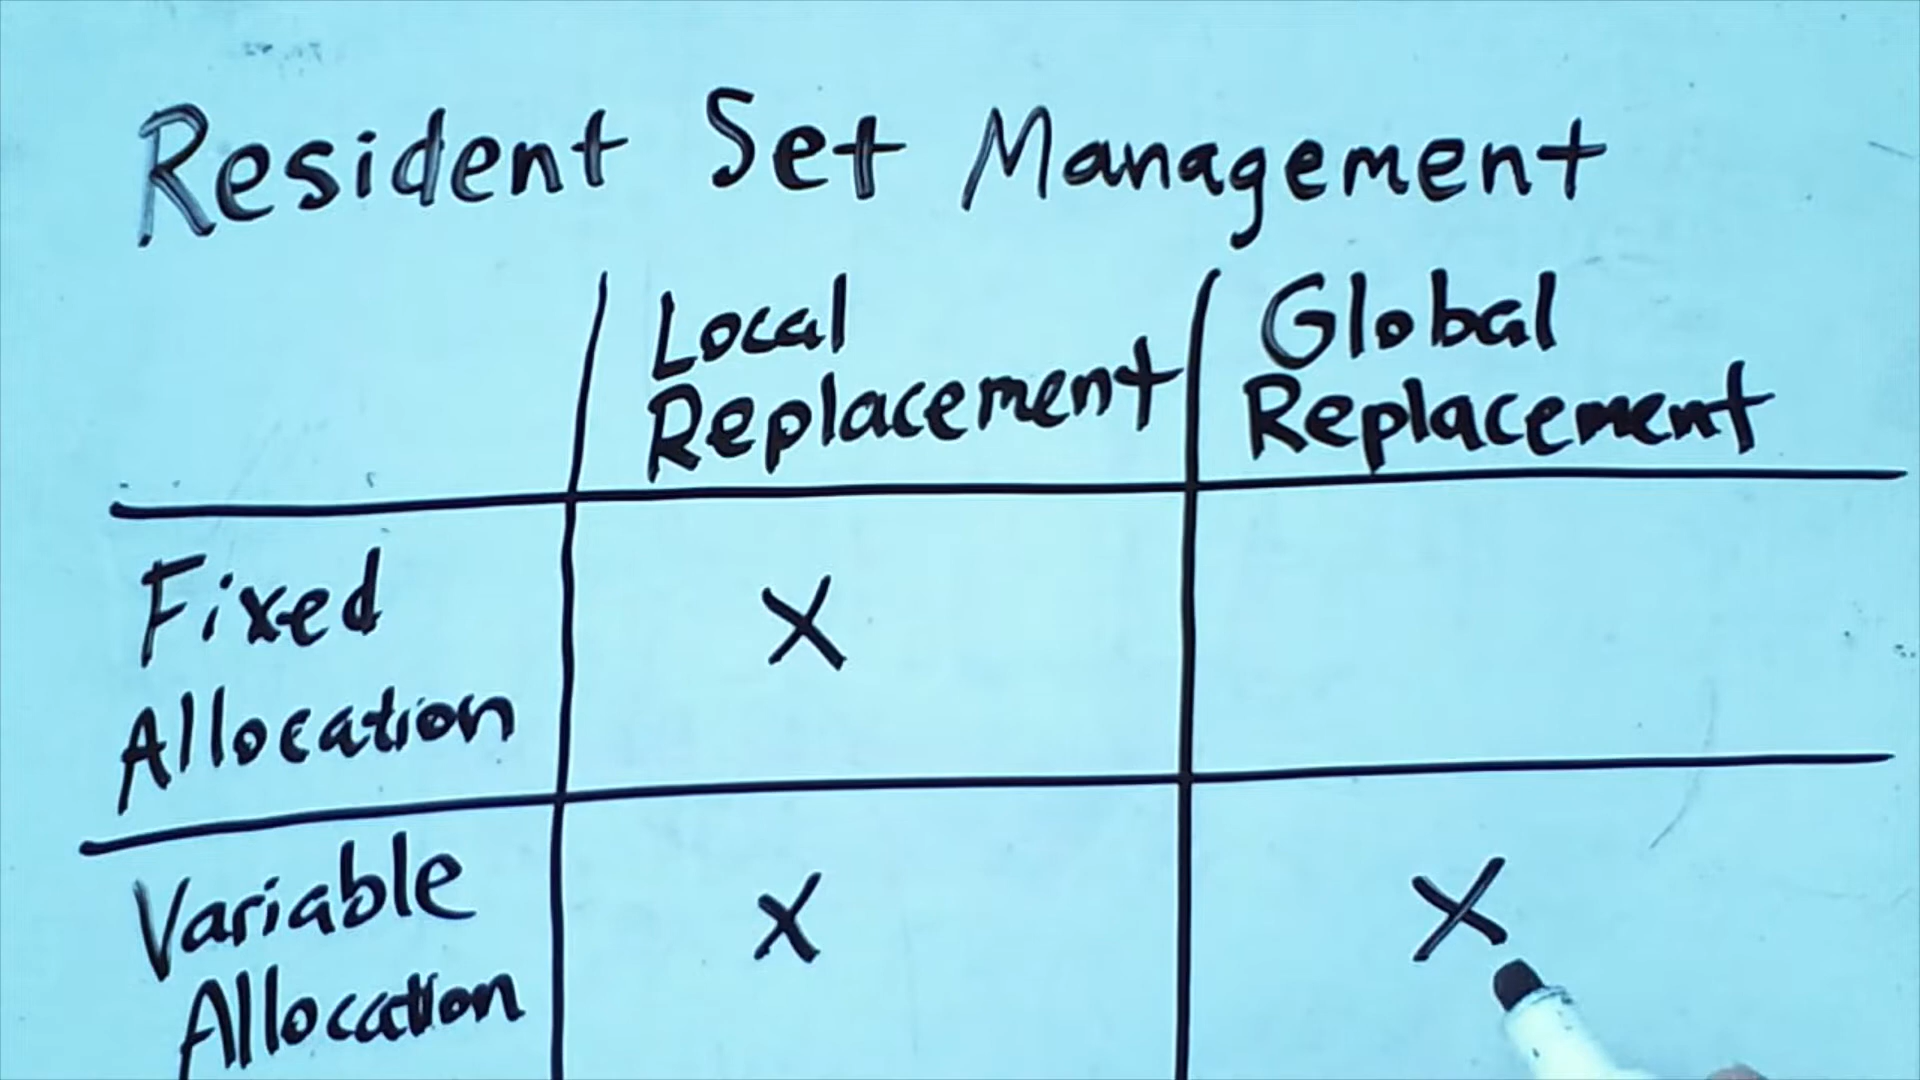 Resident Set Management
Local
Replacement
Global
Replacement
Fixed
Allocation
X
Variable
Allocation
X
X